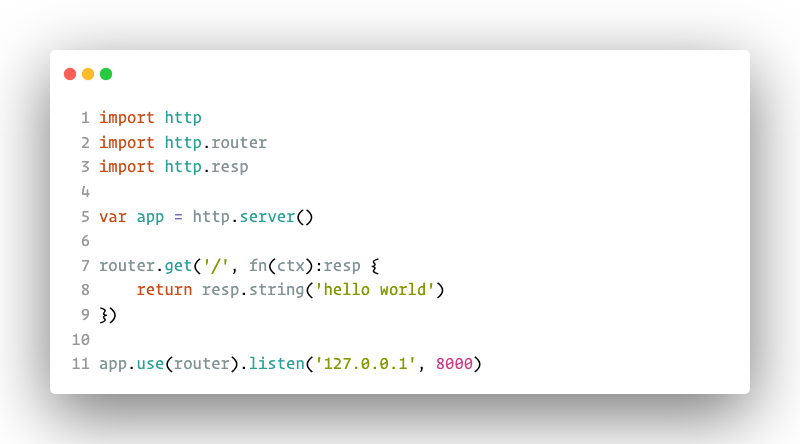 1 import http
2 import http.router
3 import http.resp
4
5 var app = http.server()
6
7 router.get('/', fn(ctx):resp {
8     return resp.string('hello world')
9 })
10
11 app.use(router).listen('127.0.0.1', 8000)